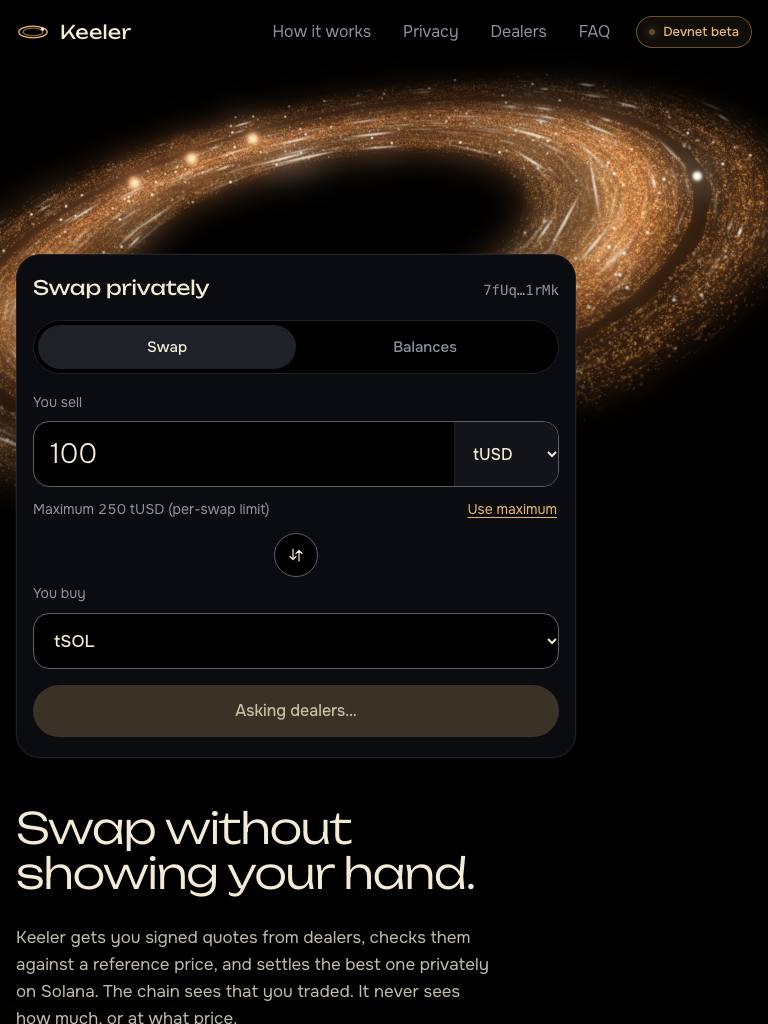 Keeler
How it works
Privacy
Dealers
FAQ
Devnet beta
Swap privately
7fUq…1rMk
Swap
Balances
You sell
100
tUSD
Maximum 250 tUSD (per-swap limit)
Use maximum
You buy
tSOL
Asking dealers…
Swap without
showing your hand.
Keeler gets you signed quotes from dealers, checks them
against a reference price, and settles the best one privately
on Solana. The chain sees that you traded. It never sees
how much, or at what price.